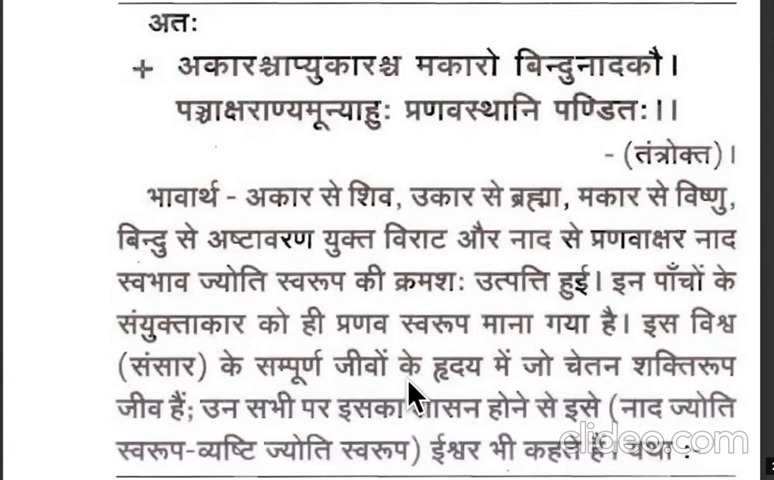 अतः
+ अकारश्चाप्युकारश्च मकारो बिन्दुनादकौ।
पञ्चाक्षराण्यमून्याहुः प्रणवस्थानि पण्डितः।।
- (तंत्रोक्त)।
भावार्थ - अकार से शिव, उकार से ब्रह्मा, मकार से विष्णु,
बिन्दु से अष्टावरण युक्त विराट और नाद से प्रणवाक्षर नाद
स्वभाव ज्योति स्वरूप की क्रमशः उत्पत्ति हुई। इन पाँचों के
संयुक्ताकार को ही प्रणव स्वरूप माना गया है। इस विश्व
(संसार) के सम्पूर्ण जीवों के हृदय में जो चेतन शक्तिरूप
जीव हैं; उन सभी पर इसका शासन होने से इसे (नाद ज्योति
स्वरूप-व्यष्टि ज्योति स्वरूप) ईश्वर भी कहते हैं। यथा :-
elideo.com